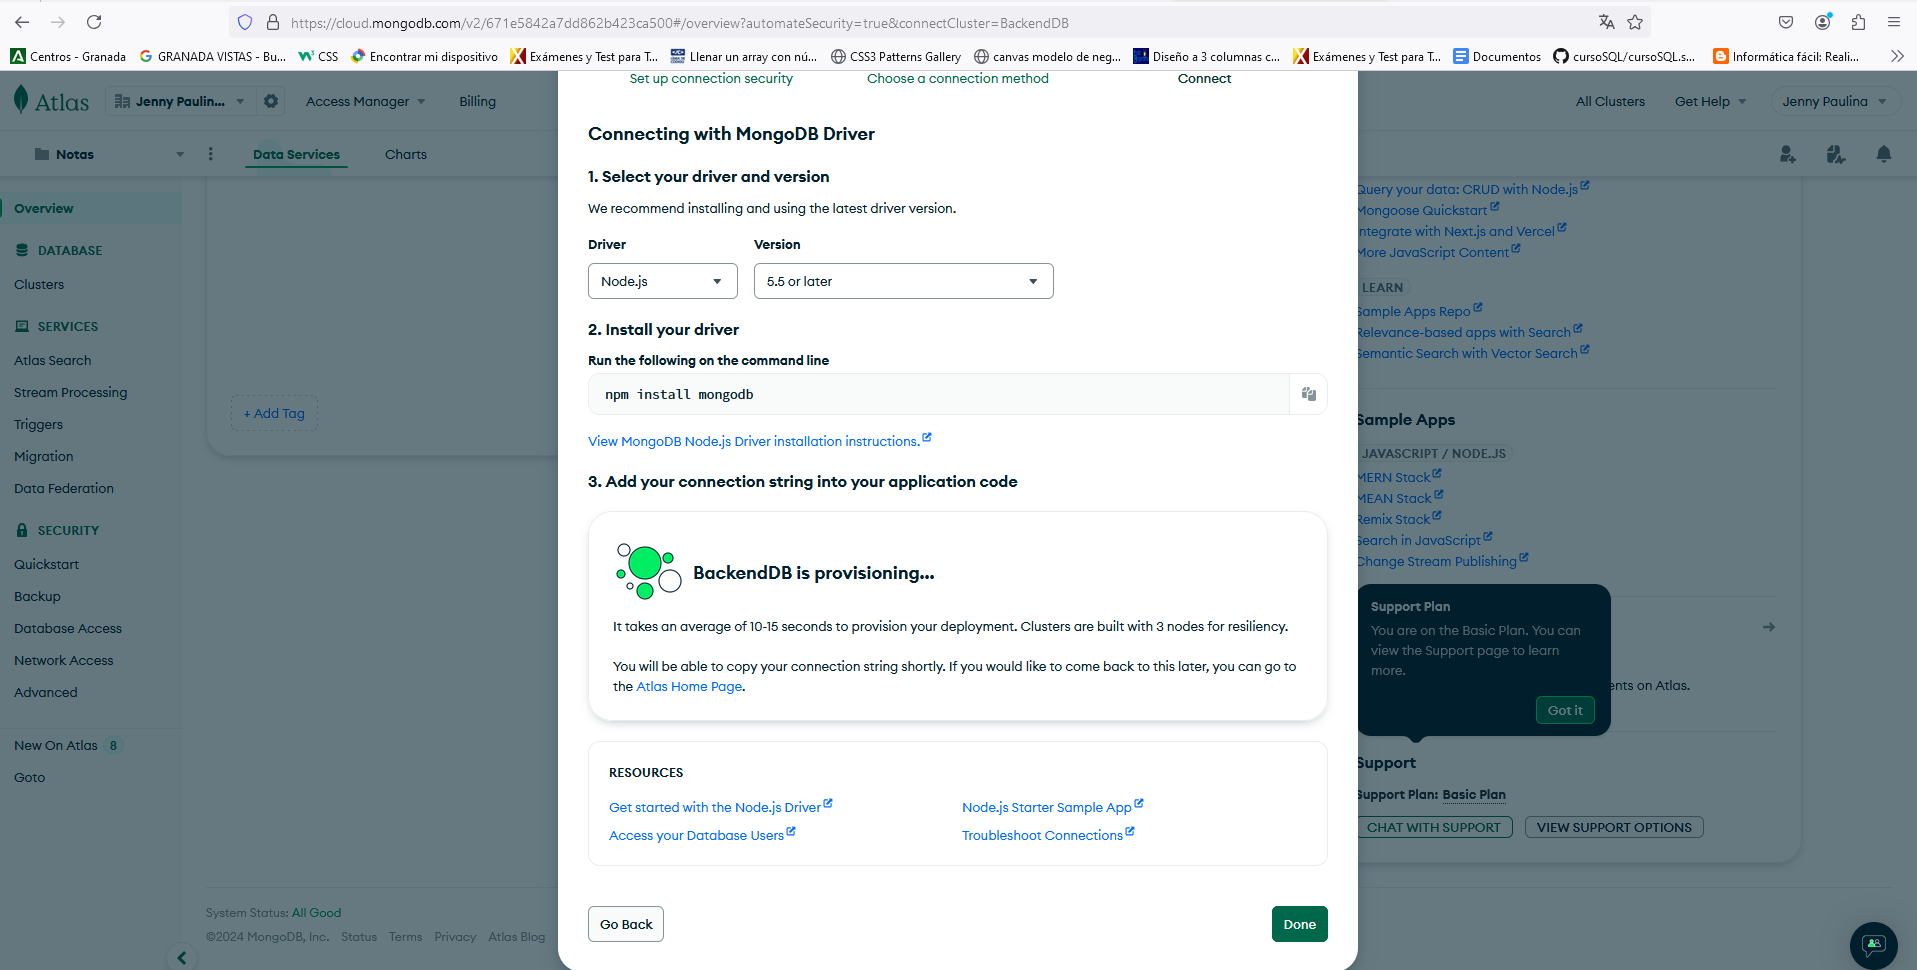 https://cloud.mongodb.com/v2/671e5842a7dd862b423ca500#/overview?automateSecurity=true&connectCluster=BackendDB
Centros - Granada
GRANADA VISTAS - Bu...
CSS
Encontrar mi dispositivo
Exámenes y Test para T...
Llenar un array con nú...
CSS3 Patterns Gallery
canvas modelo de neg...
Diseño a 3 columnas c...
Exámenes y Test para T...
Documentos
cursoSQL/cursoSQL.s...
Informática fácil: Reali...
Set up connection security
Choose a connection method
Connect
Atlas
Jenny Paulin...
Access Manager
Billing
All Clusters
Get Help
Jenny Paulina
Notas
Data Services
Charts
Overview
DATABASE
Clusters
SERVICES
Atlas Search
Stream Processing
Triggers
Migration
Data Federation
SECURITY
Quickstart
Backup
Database Access
Network Access
Advanced
New On Atlas 8
Goto
+ Add Tag
System Status: All Good
©2024 MongoDB, Inc. Status Terms Privacy Atlas Blog
Connecting with MongoDB Driver
1. Select your driver and version
We recommend installing and using the latest driver version.
Driver
Version
Node.js
5.5 or later
2. Install your driver
Run the following on the command line
npm install mongodb
View MongoDB Node.js Driver installation instructions.
3. Add your connection string into your application code
BackendDB is provisioning...
It takes an average of 10-15 seconds to provision your deployment. Clusters are built with 3 nodes for resiliency.
You will be able to copy your connection string shortly. If you would like to come back to this later, you can go to
the Atlas Home Page.
RESOURCES
Get started with the Node.js Driver
Node.js Starter Sample App
Access your Database Users
Troubleshoot Connections
Go Back
Done
Query your data: CRUD with Node.js
Mongoose Quickstart
ntegrate with Next.js and Vercel
More JavaScript Content
LEARN
Sample Apps Repo
Relevance-based apps with Search
Semantic Search with Vector Search
Sample Apps
JAVASCRIPT / NODE.JS
MERN Stack
MEAN Stack
Remix Stack
Search in JavaScript
Change Stream Publishing
Support Plan
You are on the Basic Plan. You can
view the Support page to learn
more.
Got it
ents on Atlas.
Support
Support Plan: Basic Plan
CHAT WITH SUPPORT
VIEW SUPPORT OPTIONS